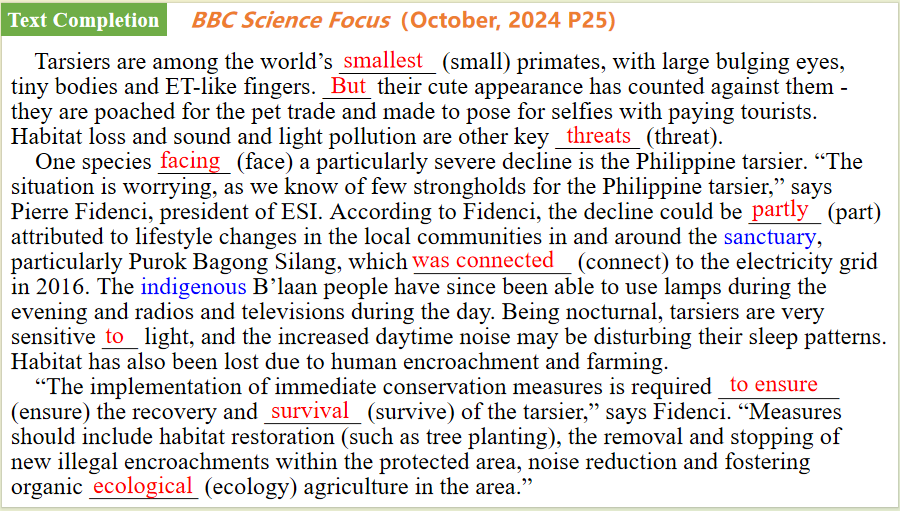 Text Completion BBC Science Focus (October, 2024 P25)
Tarsiers are among the world's smallest (small) primates, with large bulging eyes,
tiny bodies and ET-like fingers. But their cute appearance has counted against them -
they are poached for the pet trade and made to pose for selfies with paying tourists.
Habitat loss and sound and light pollution are other key threats (threat).
One species facing (face) a particularly severe decline is the Philippine tarsier. “The
situation is worrying, as we know of few strongholds for the Philippine tarsier,” says
Pierre Fidenci, president of ESI. According to Fidenci, the decline could be partly (part)
attributed to lifestyle changes in the local communities in and around the sanctuary,
particularly Purok Bagong Silang, which was connected (connect) to the electricity grid
in 2016. The indigenous B’laan people have since been able to use lamps during the
evening and radios and televisions during the day. Being nocturnal, tarsiers are very
sensitive to light, and the increased daytime noise may be disturbing their sleep patterns.
Habitat has also been lost due to human encroachment and farming.
“The implementation of immediate conservation measures is required to ensure
(ensure) the recovery and survival (survive) of the tarsier,” says Fidenci. “Measures
should include habitat restoration (such as tree planting), the removal and stopping of
new illegal encroachments within the protected area, noise reduction and fostering
organic ecological (ecology) agriculture in the area.”